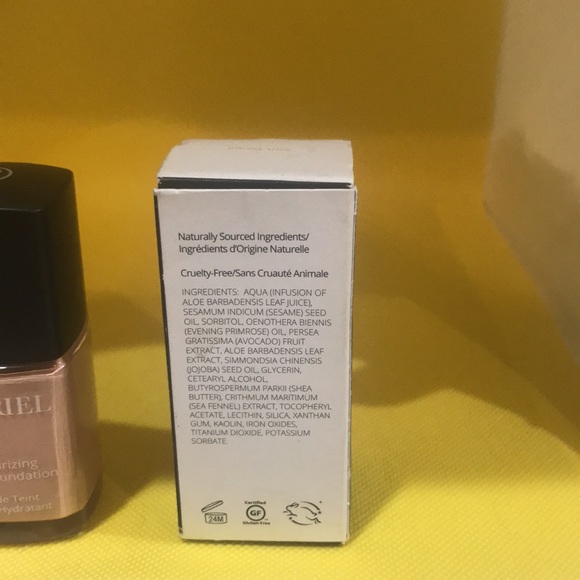 Naturally Sourced Ingredients/
Ingrédients d'Origine Naturelle
Cruelty-Free/Sans Cruauté Animale
INGREDIENTS: AQUA (INFUSION OF
ALOE BARBADENSIS LEAF JUICE),
SESAMUM INDICUM (SESAME) SEED
OIL, SORBITOL, OENOTHERA BIENNIS
(EVENING PRIMROSE) OIL, PERSEA
GRATISSIMA (AVOCADO) FRUIT
EXTRACT, ALOE BARBADENSIS LEAF
EXTRACT, SIMMONDSIA CHINENSIS
(JOJOBA) SEED OIL, GLYCERIN,
CETEARYL ALCOHOL,
BUTYROSPERMUM PARKII (SHEA
BUTTER), CRITHMUM MARITIMUM
(SEA FENNEL) EXTRACT, TOCOPHERYL
ACETATE, LECITHIN, SILICA, XANTHAN
GUM, KAOLIN, IRON OXIDES,
TITANIUM DIOXIDE, POTASSIUM
SORBATE.
24M
Certified
GF
Gluten-Free
RIEL
rizing
undation
de Teint
Hydratant